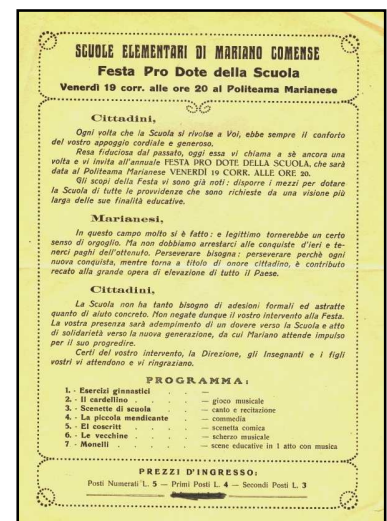 SCUOLE ELEMENTARI DI MARIANO COMENSE
Festa Pro Dote della Scuola
Venerdì 19 corr. alle ore 20 al Politeama Marianese
Cittadini,
Ogni volta che la Scuola si rivolse a Voi, ebbe sempre il conforto
del vostro appoggio cordiale e generoso.
Resa fiduciosa dal passato, oggi essa vi chiama a sè ancora una
volta e vi invita all'annuale FESTA PRO DOTE DELLA SCUOLA, che sarà
data al Politeama Marianese VENERDÌ 19 CORR. ALLE ORE 20.
Gli scopi della Festa vi sono già noti: disporre i mezzi per dotare
la Scuola di tutte le provvidenze che sono richieste da una visione più
larga delle sue finalità educative.
Marianesi,
In questo campo molto si è fatto: e legittimo tornerebbe un certo
senso di orgoglio. Ma non dobbiamo arrestarci alle conquiste d'ieri e te-
nerci paghi dell'ottenuto. Perseverare bisogna: perseverare perchè ogni
nuova conquista, mentre torna a titolo di onore cittadino, è contributo
recato alla grande opera di elevazione di tutto il Paese.
Cittadini,
La Scuola non ha tanto bisogno di adesioni formali ed astratte
quanto di aiuto concreto. Non negate dunque il vostro intervento alla Festa.
La vostra presenza sarà adempimento di un dovere verso la Scuola e atto
di solidarietà verso la nuova generazione, da cui Mariano attende impulso
per il suo progredire.
Certi del vostro intervento, la Direzione, gli Insegnanti e i figli
vostri vi attendono e vi ringraziano.
PROGRAMMA:
1. - Esercizi ginnastici . . —
2. - Il cardellino . . . — gioco musicale
3. - Scenette di scuola . . — canto e recitazione
4. - La piccola mendicante . — commedia
5. - El coscritt . . . — scenetta comica
6. - Le vecchine . . . — scherzo musicale
7 - Monelli . . . . — scene educative in 1 atto con musica
PREZZI D'INGRESSO:
Posti Numerati L. 5 — Primi Posti L. 4 — Secondi Posti L. 3